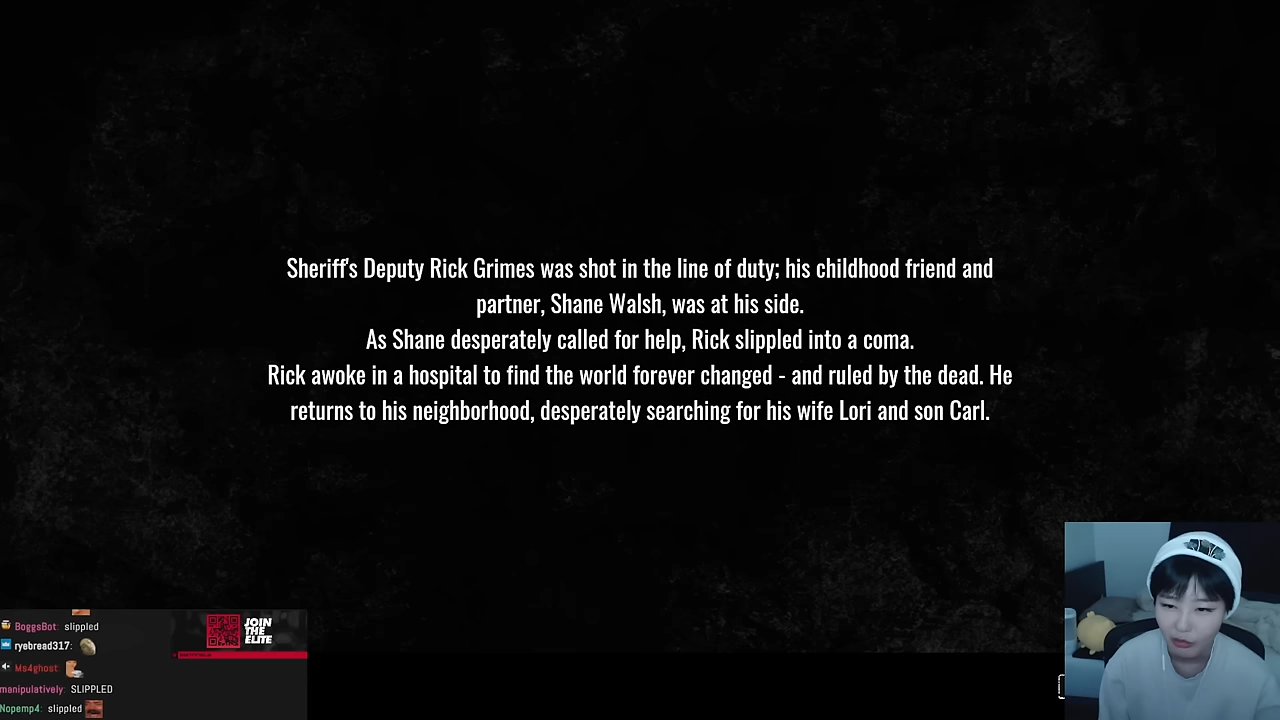 Sheriff's Deputy Rick Grimes was shot in the line of duty; his childhood friend and
partner, Shane Walsh, was at his side.
As Shane desperately called for help, Rick slippled into a coma.
Rick awoke in a hospital to find the world forever changed - and ruled by the dead. He
returns to his neighborhood, desperately searching for his wife Lori and son Carl.
BoggsBot: slippled
ryebread317:
Ms4ghost:
manipulatively: SLIPPLED
Nopemp4: slippled
JOIN
THE
ELITE